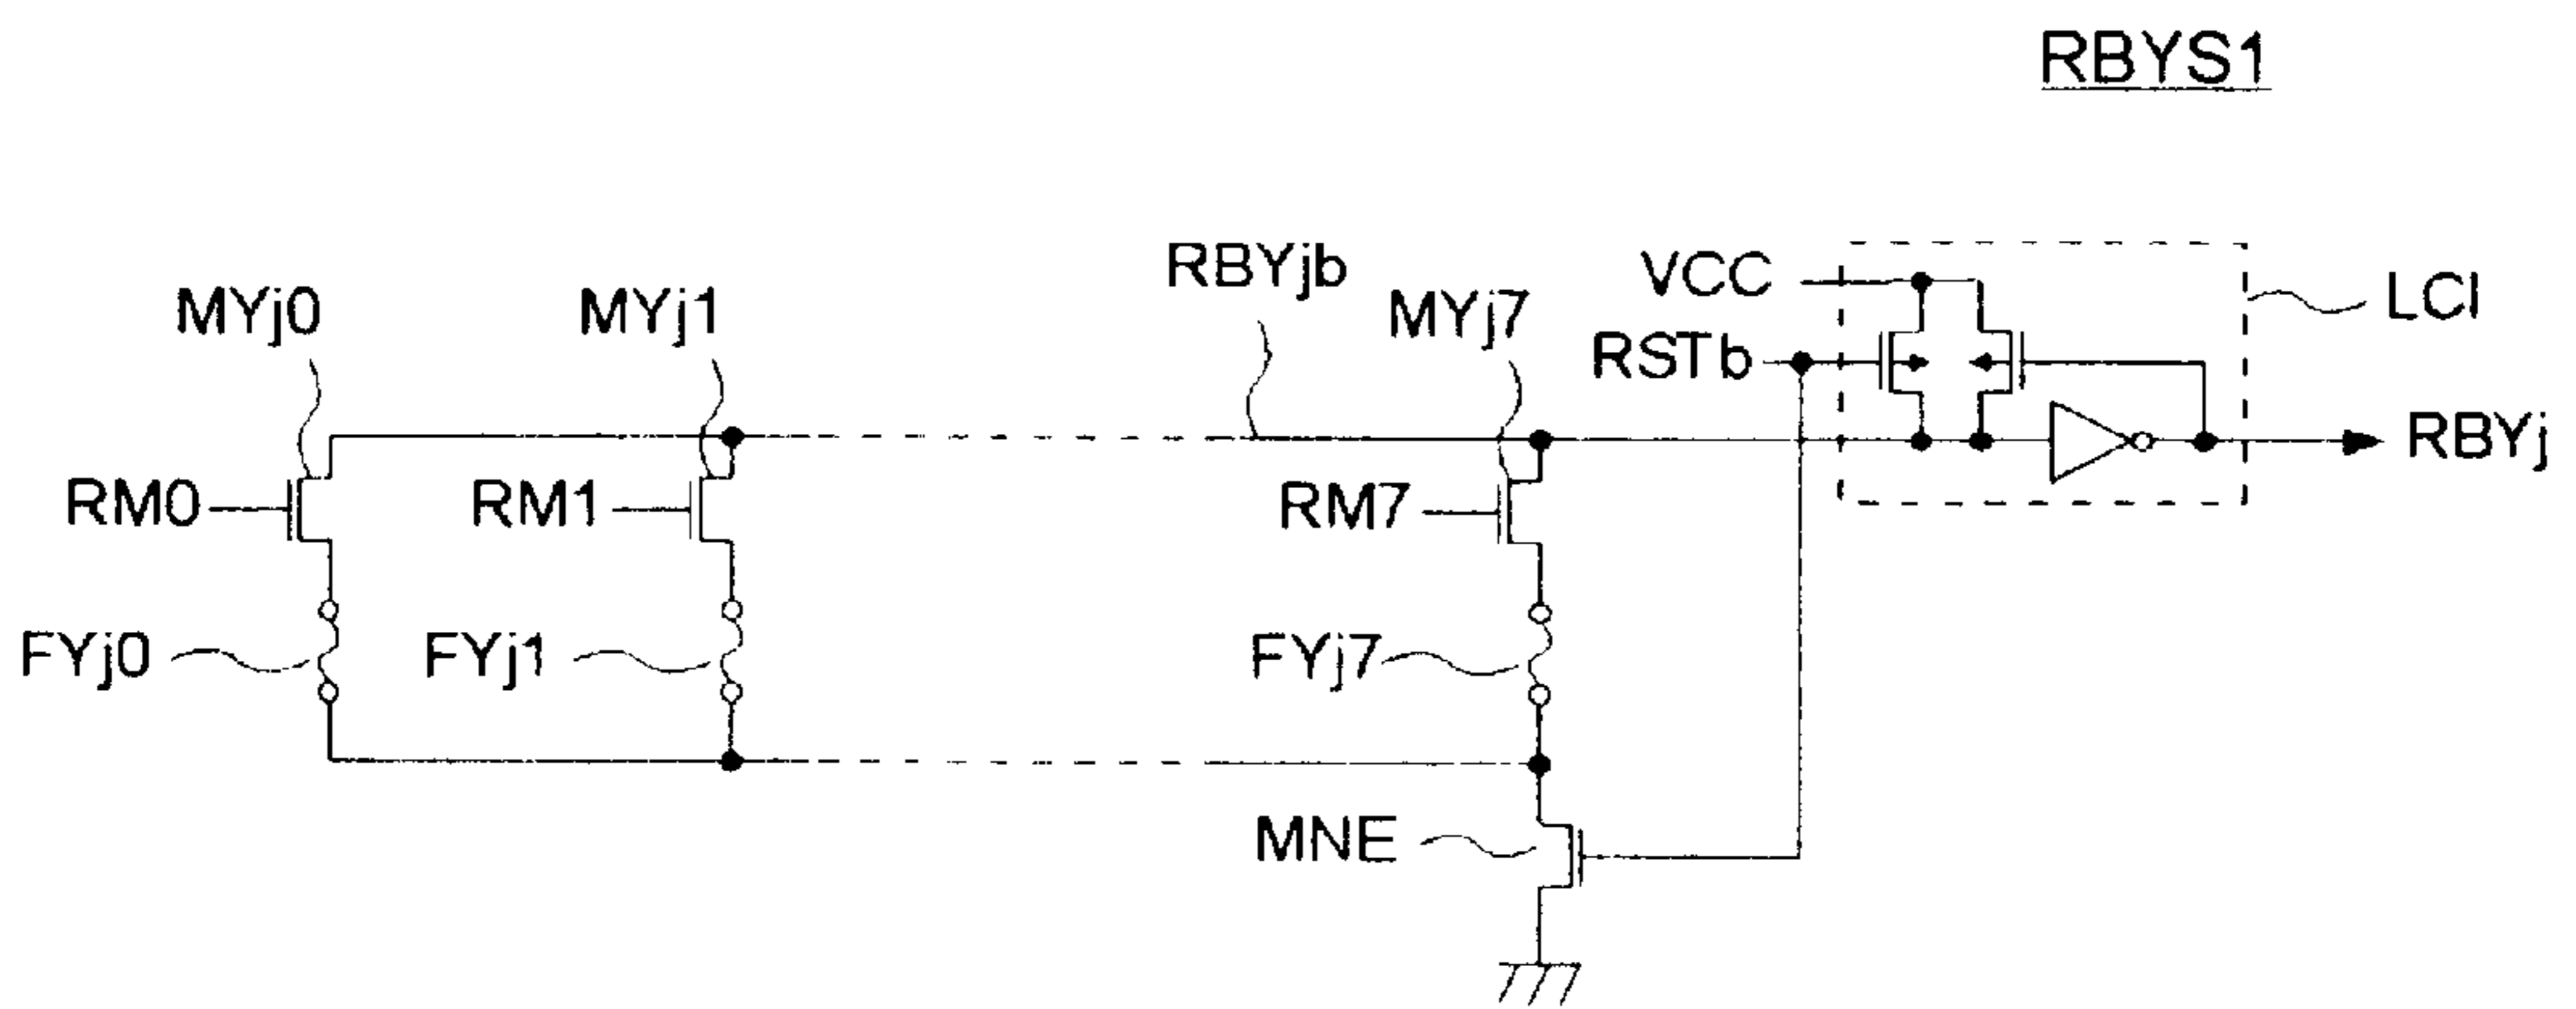 RBYS1
RBYjb
VCC
MYj0
MYj1
MYj7
LCI
RSTb
RBYj
RM0
RM1
RM7
FYj0
FYj1
FYj7
MNE